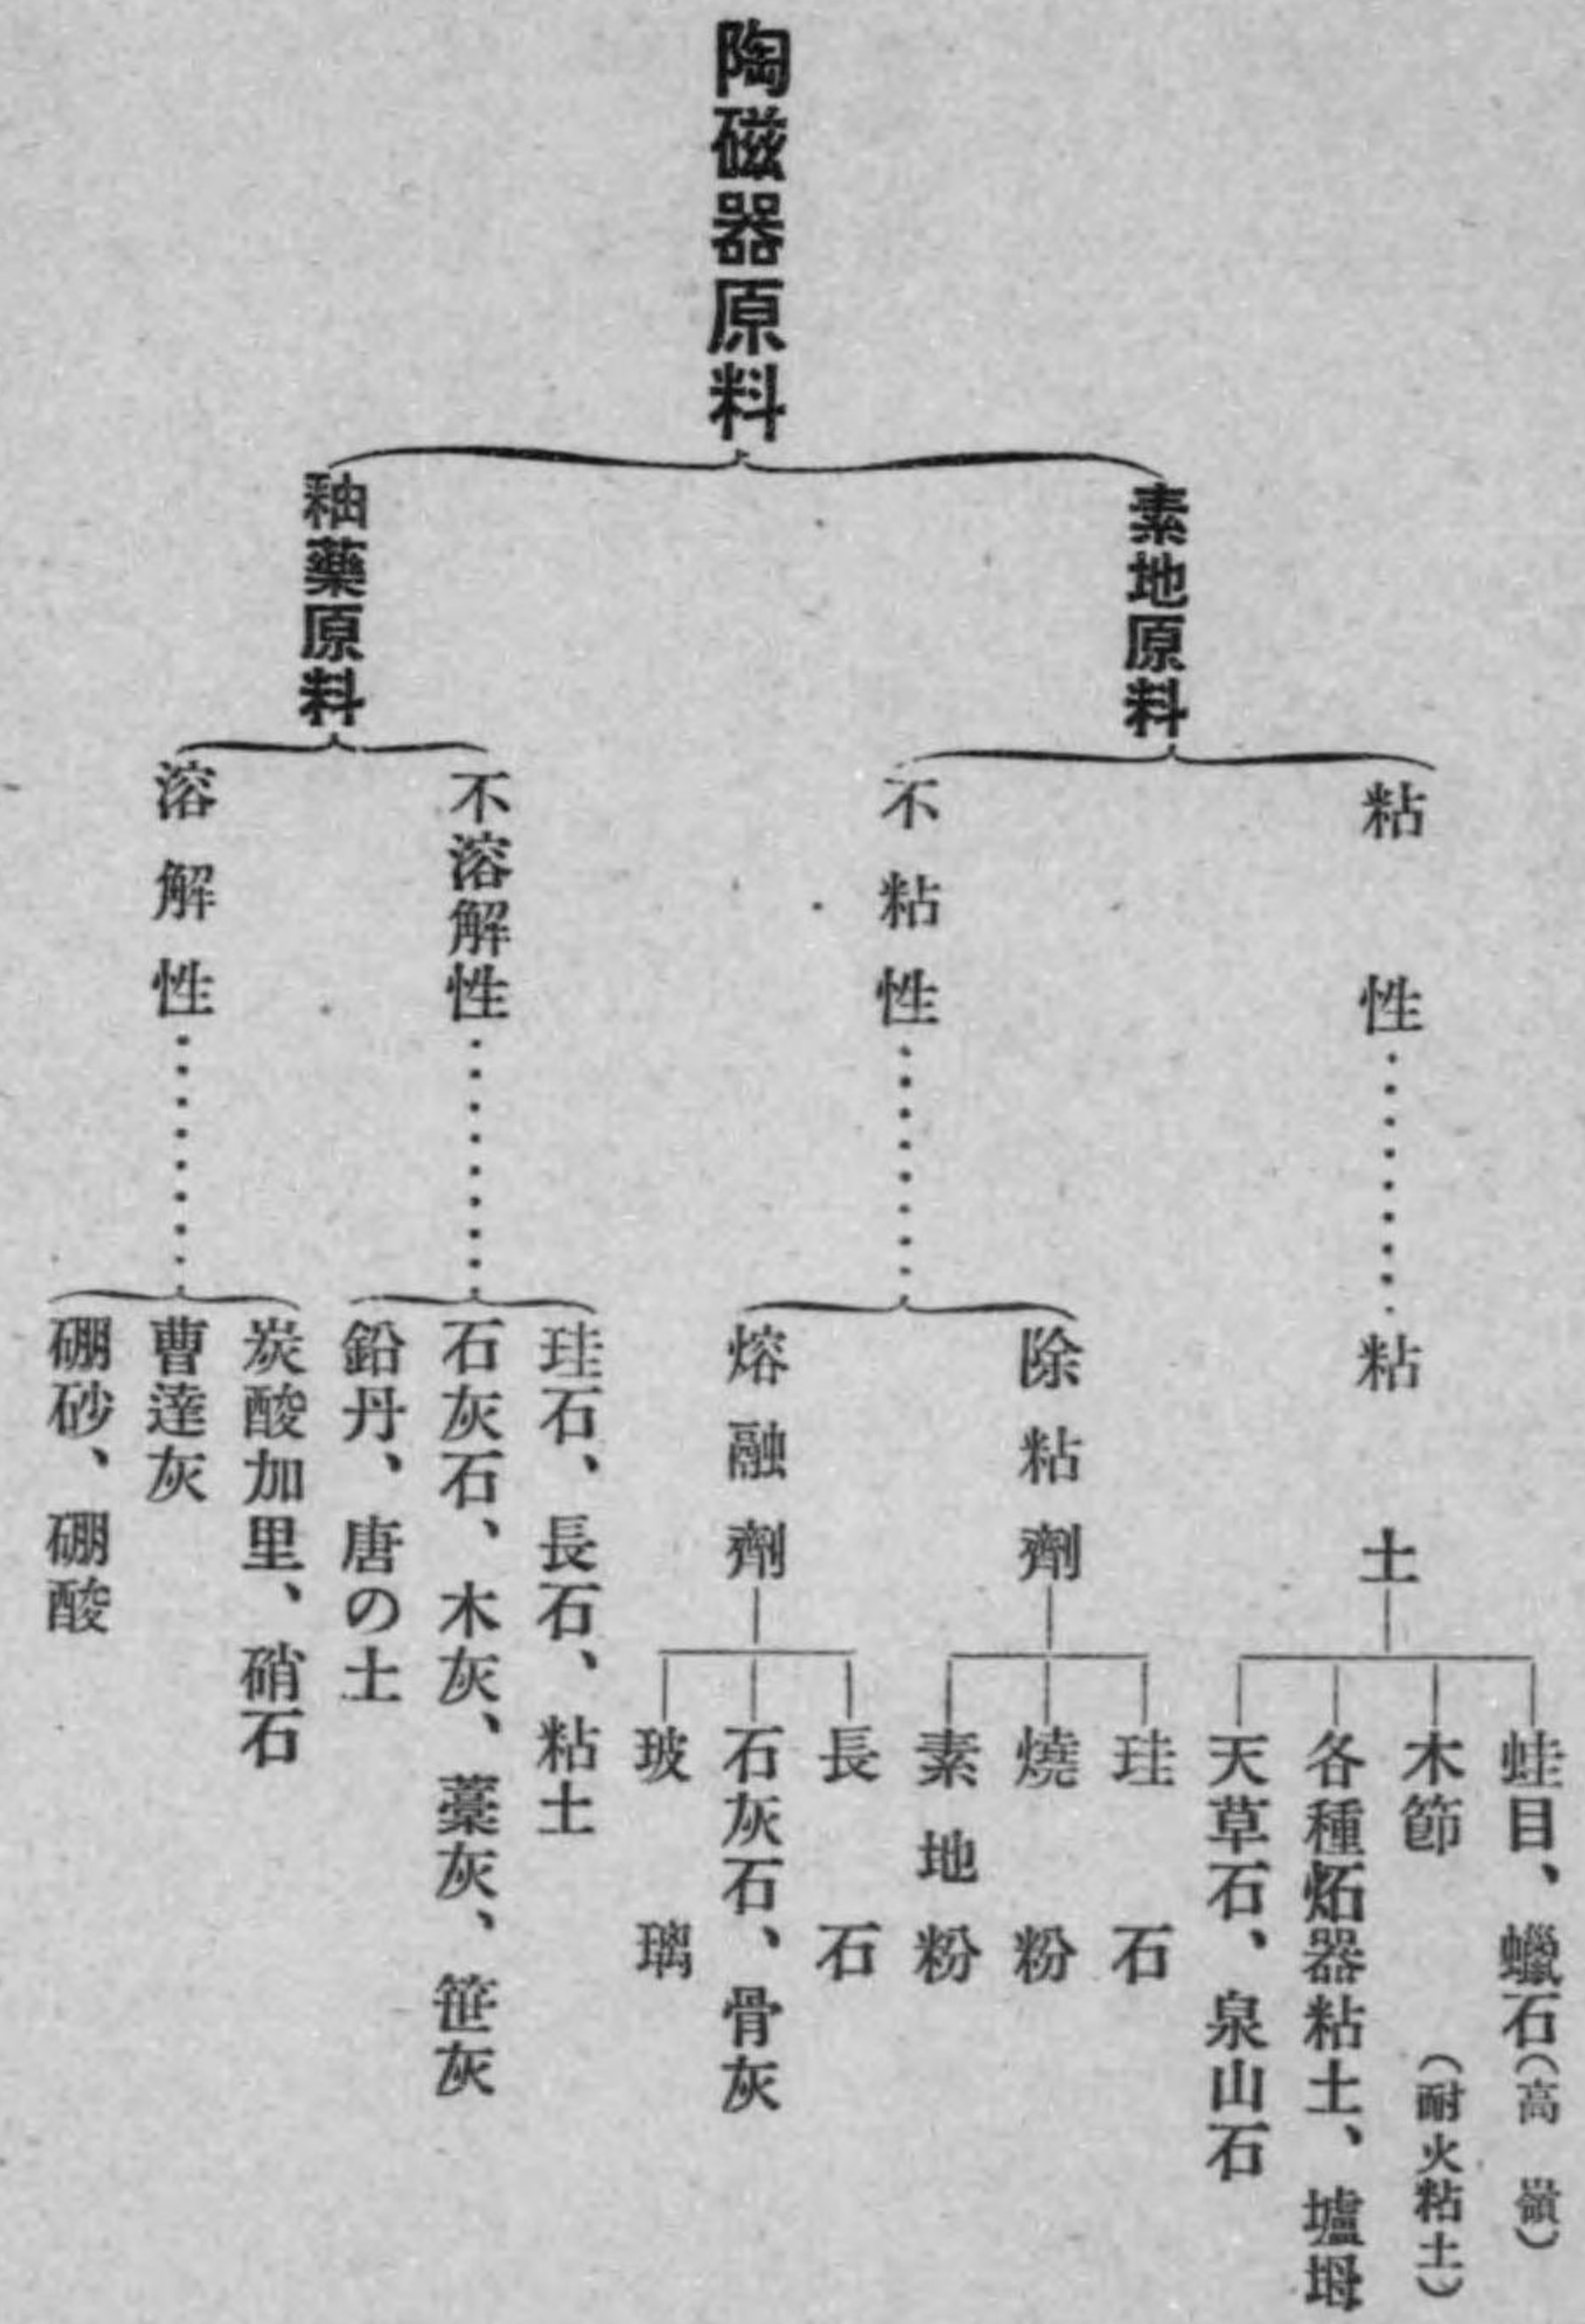 陶磁器原料
素地原料
粘性
粘土
蛙目、蠟石(高嶺)
木節(耐火粘土)
各種炻器粘土、壚坶
天草石、泉山石
不粘性
除粘劑
珪石
燒粉
素地粉
熔融劑
長石
石灰石、骨灰
玻璃
釉藥原料
不溶解性
珪石、長石、粘土
石灰石、木灰、藁灰、笹灰
鉛丹、唐の土
溶解性
炭酸加里、硝石
曹達灰
硼砂、硼酸